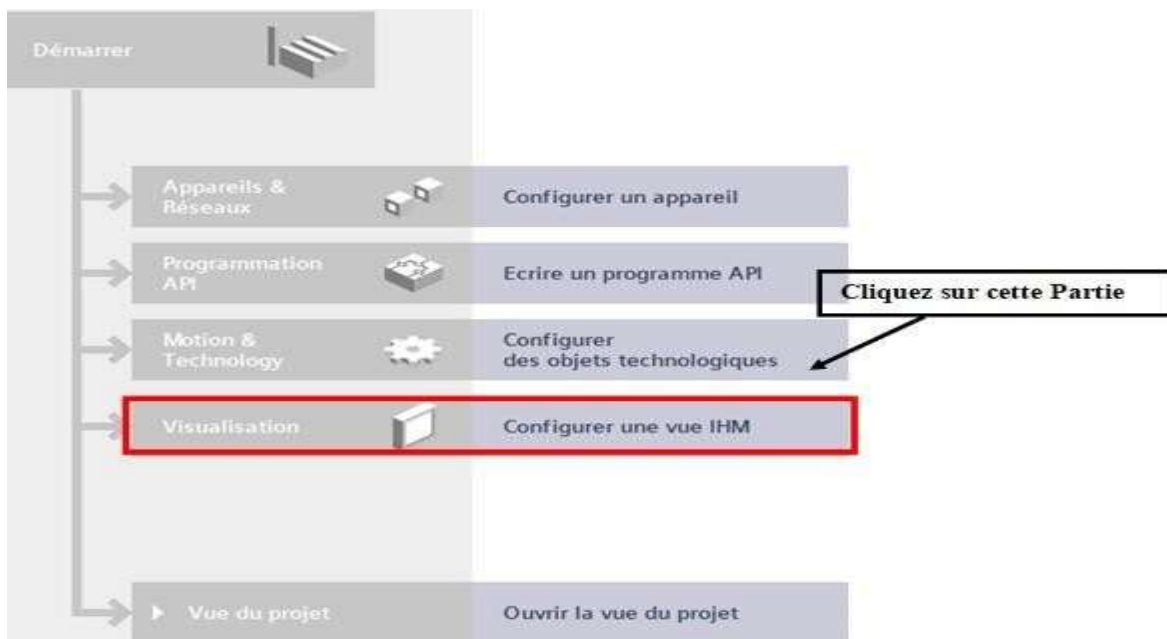 Démarrer
Appareils &
Réseaux
Configurer un appareil
Programmation
API
Ecrire un programme API
Cliquez sur cette Partie
Motion &
Technology
Configurer
des objets technologiques
Visualisation
Configurer une vue IHM
Vue du projet
Ouvrir la vue du projet